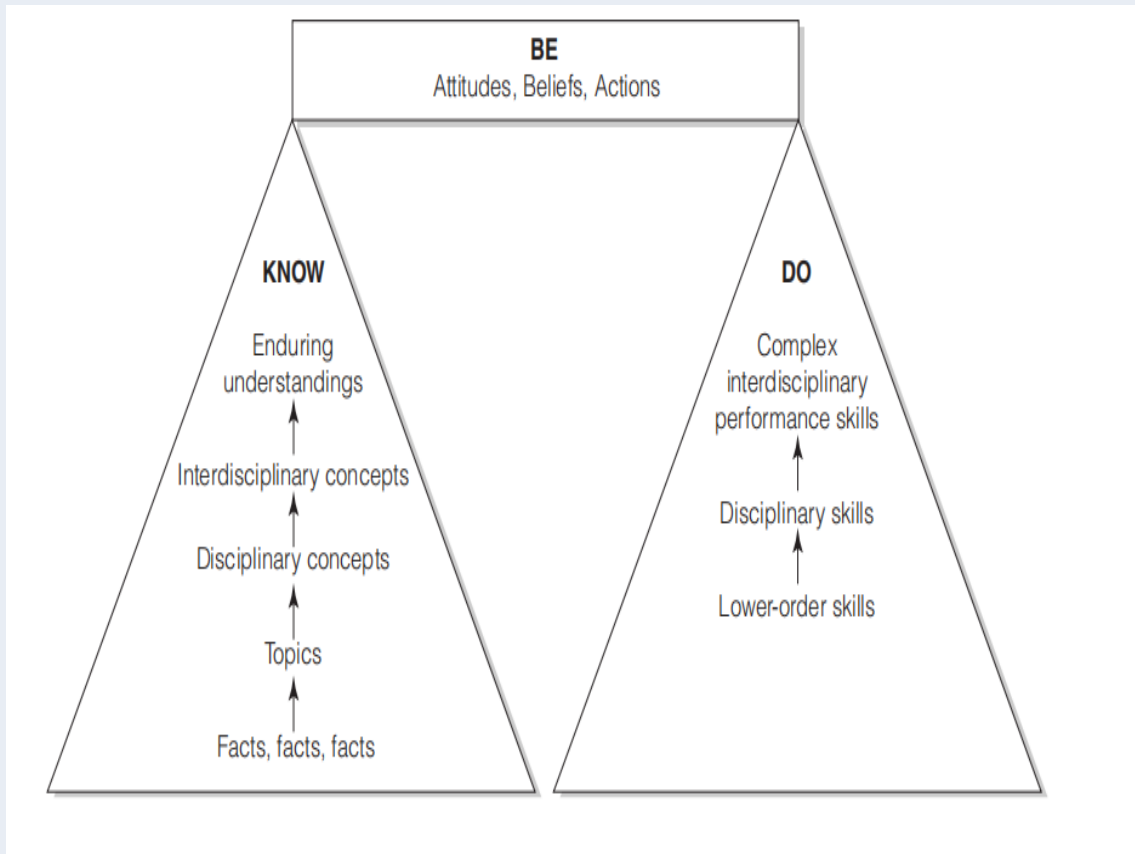 BE
Attitudes, Beliefs, Actions
KNOW
Enduring
understandings
Interdisciplinary concepts
Disciplinary concepts
Topics
Facts, facts, facts
DO
Complex
interdisciplinary
performance skills
Disciplinary skills
Lower-order skills